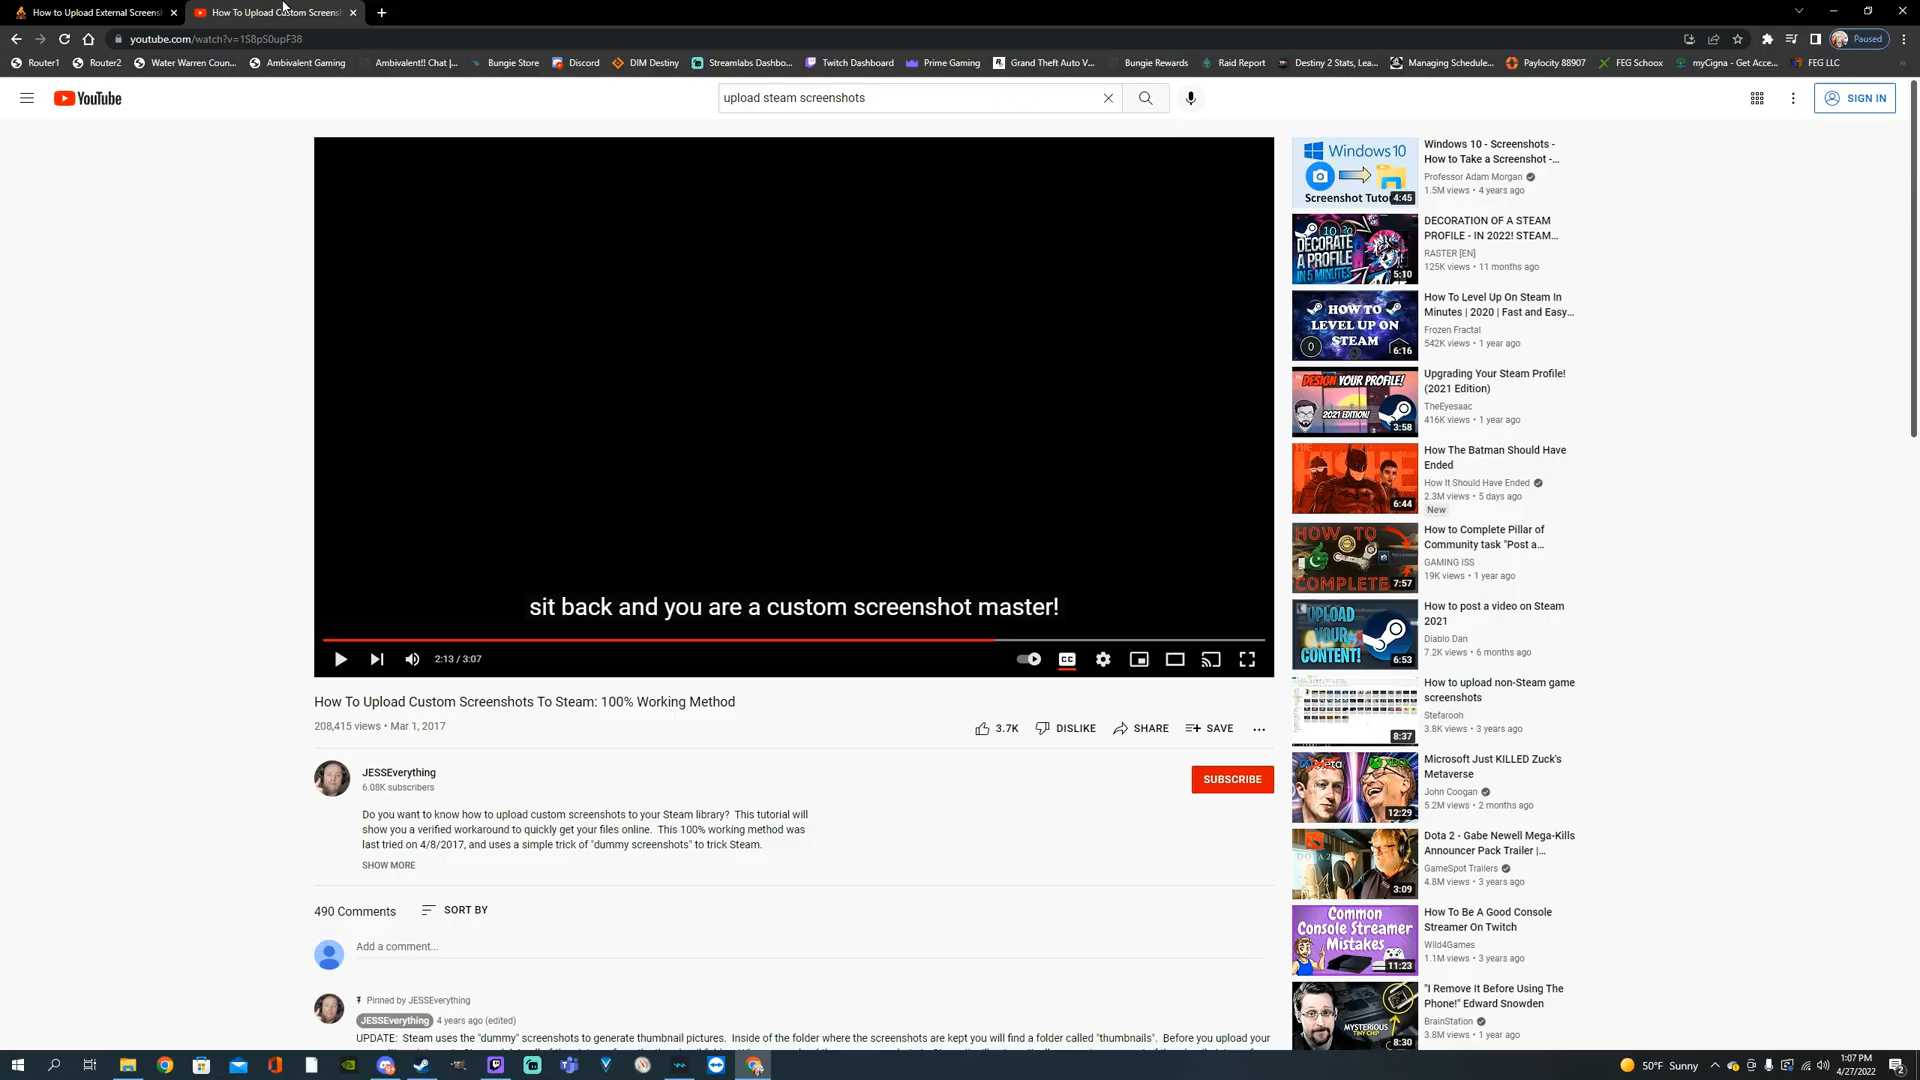 How to Upload External Screensh
How To Upload Custom Screensh
youtube.com/watch?v=1S8pS0upF38
Paused
Router1
Router2
Water Warren Coun...
Ambivalent Gaming
Ambivalent!! Chat |...
Bungie Store
Discord
DIM Destiny
Streamlabs Dashbo...
Twitch Dashboard
Prime Gaming
Grand Theft Auto V...
Bungie Rewards
Raid Report
Destiny 2 Stats, Lea...
Managing Schedule...
Paylocity 88907
FEG Schoox
myCigna - Get Acce...
FEG LLC
YouTube
upload steam screenshots
SIGN IN
sit back and you are a custom screenshot master!
2:13 / 3:07
CC
How To Upload Custom Screenshots To Steam: 100% Working Method
208,415 views • Mar 1, 2017
3.7K
DISLIKE
SHARE
SAVE
JESSEverything
6.08K subscribers
SUBSCRIBE
Do you want to know how to upload custom screenshots to your Steam library? This tutorial will
show you a verified workaround to quickly get your files online. This 100% working method was
last tried on 4/8/2017, and uses a simple trick of "dummy screenshots" to trick Steam.
SHOW MORE
490 Comments
SORT BY
Add a comment...
Pinned by JESSEverything
JESSEverything 4 years ago (edited)
UPDATE: Steam uses the "dummy" screenshots to generate thumbnail pictures. Inside of the folder where the screenshots are kept you will find a folder called "thumbnails". Before you upload your
Windows 10
Screenshot Tuto
4:45
Windows 10 - Screenshots -
How to Take a Screenshot -...
Professor Adam Morgan
1.5M views • 4 years ago
DECORATE
A PROFILE
IN 5 MINUTES
5:10
DECORATION OF A STEAM
PROFILE - IN 2022! STEAM...
RASTER [EN]
125K views • 11 months ago
HOW TO
LEVEL UP ON
STEAM
0
6:16
How To Level Up On Steam In
Minutes | 2020 | Fast and Easy...
Frozen Fractal
542K views • 1 year ago
DESIGN YOUR PROFILE!
2021 EDITION!
3:58
Upgrading Your Steam Profile!
(2021 Edition)
TheEyesaac
416K views • 1 year ago
6:44
How The Batman Should Have
Ended
How It Should Have Ended
2.3M views • 5 days ago
New
HOW TO
COMPLETE
7:57
How to Complete Pillar of
Community task "Post a...
GAMING ISS
19K views • 1 year ago
UPLOAD
YOUR
CONTENT!
6:53
How to post a video on Steam
2021
Diablo Dan
7.2K views • 6 months ago
8:37
How to upload non-Steam game
screenshots
Stefarooh
3.8K views • 3 years ago
12:29
Microsoft Just KILLED Zuck's
Metaverse
John Coogan
5.2M views • 2 months ago
3:09
Dota 2 - Gabe Newell Mega-Kills
Announcer Pack Trailer |...
GameSpot Trailers
4.8M views • 3 years ago
Common
Console Streamer
Mistakes
11:23
How To Be A Good Console
Streamer On Twitch
Wild4Games
1.1M views • 3 years ago
MYSTERIOUS
TINY CHIP
8:30
"I Remove It Before Using The
Phone!" Edward Snowden
BrainStation
3.8M views • 1 year ago
50°F Sunny
1:07 PM
4/27/2022
2